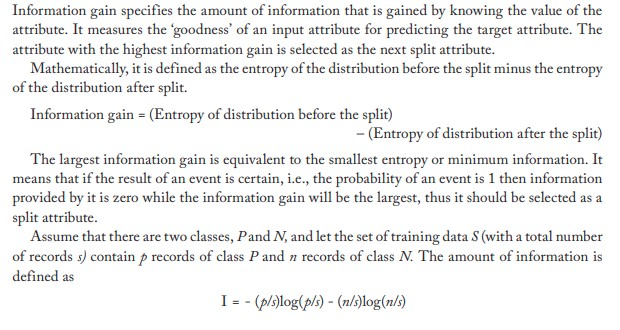 Information gain specifies the amount of information that is gained by knowing the value of the
attribute. It measures the ‘goodness’ of an input attribute for predicting the target attribute. The
attribute with the highest information gain is selected as the next split attribute.
Mathematically, it is defined as the entropy of the distribution before the split minus the entropy
of the distribution after split.
Information gain = (Entropy of distribution before the split)
– (Entropy of distribution after the split)
The largest information gain is equivalent to the smallest entropy or minimum information. It
means that if the result of an event is certain, i.e., the probability of an event is 1 then information
provided by it is zero while the information gain will be the largest, thus it should be selected as a
split attribute.
Assume that there are two classes, P and N, and let the set of training data S (with a total number
of records s) contain p records of class P and n records of class N. The amount of information is
defined as
I = - (p/s)log(p/s) - (n/s)log(n/s)